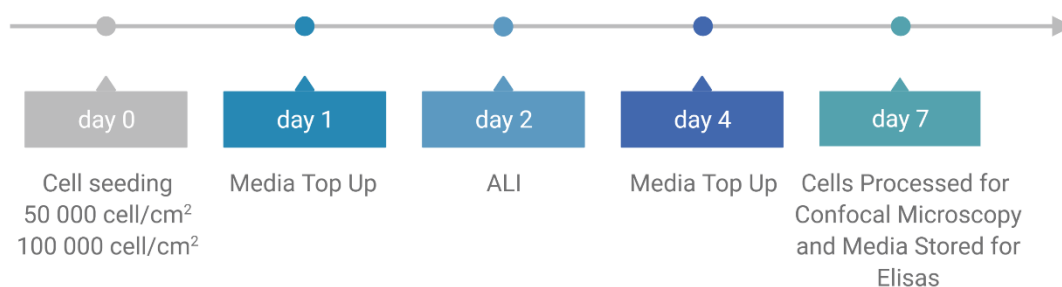 day 0
day 1
day 2
day 4
day 7
Cell seeding
50 000 cell/cm²
100 000 cell/cm²
Media Top Up
ALI
Media Top Up
Cells Processed for
Confocal Microscopy
and Media Stored for
Elisas